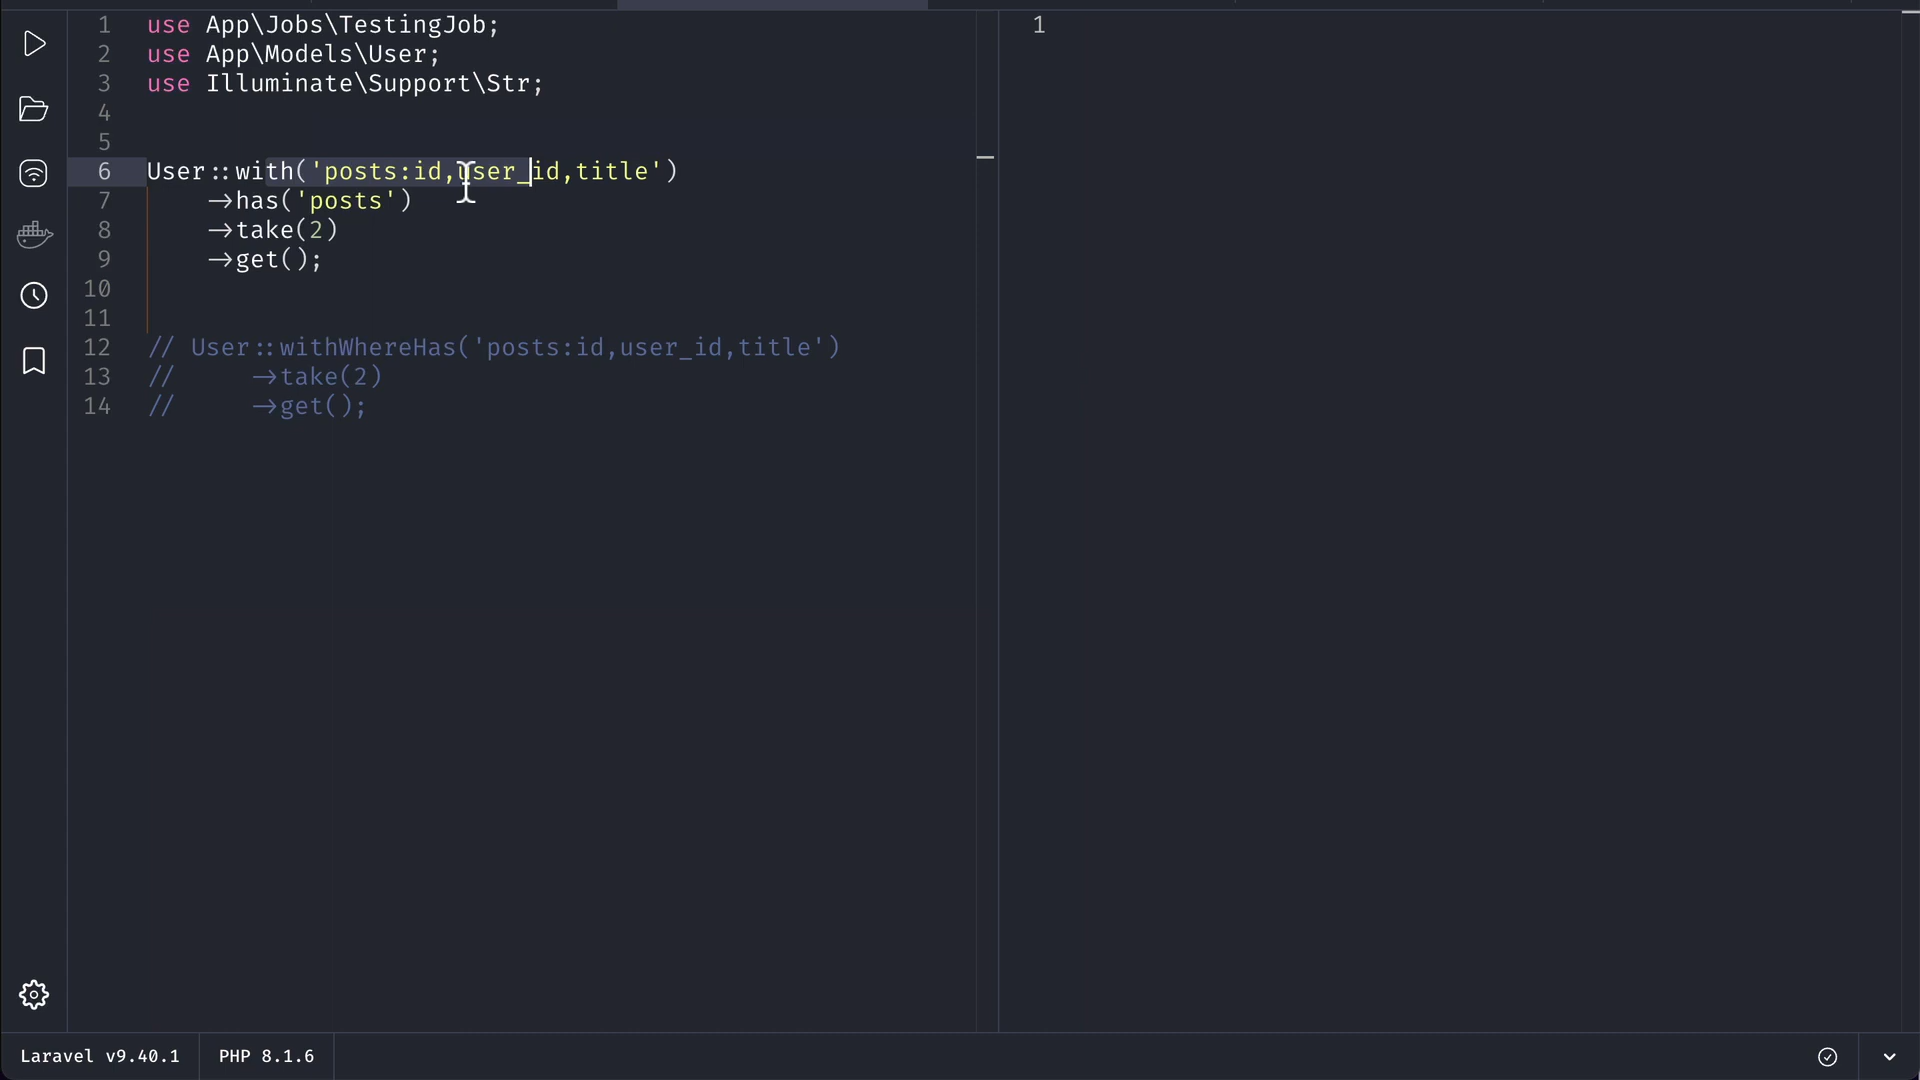 1 use App\Jobs\TestingJob; 1
2 use App\Models\User;
3 use Illuminate\Support\Str;
4
5
6 User::with('posts:id,user_id,title')
7     ->has('posts')
8     ->take(2)
9     ->get();
10
11
12 // User::withWhereHas('posts:id,user_id,title')
13 //     ->take(2)
14 //     ->get();
Laravel v9.40.1 PHP 8.1.6